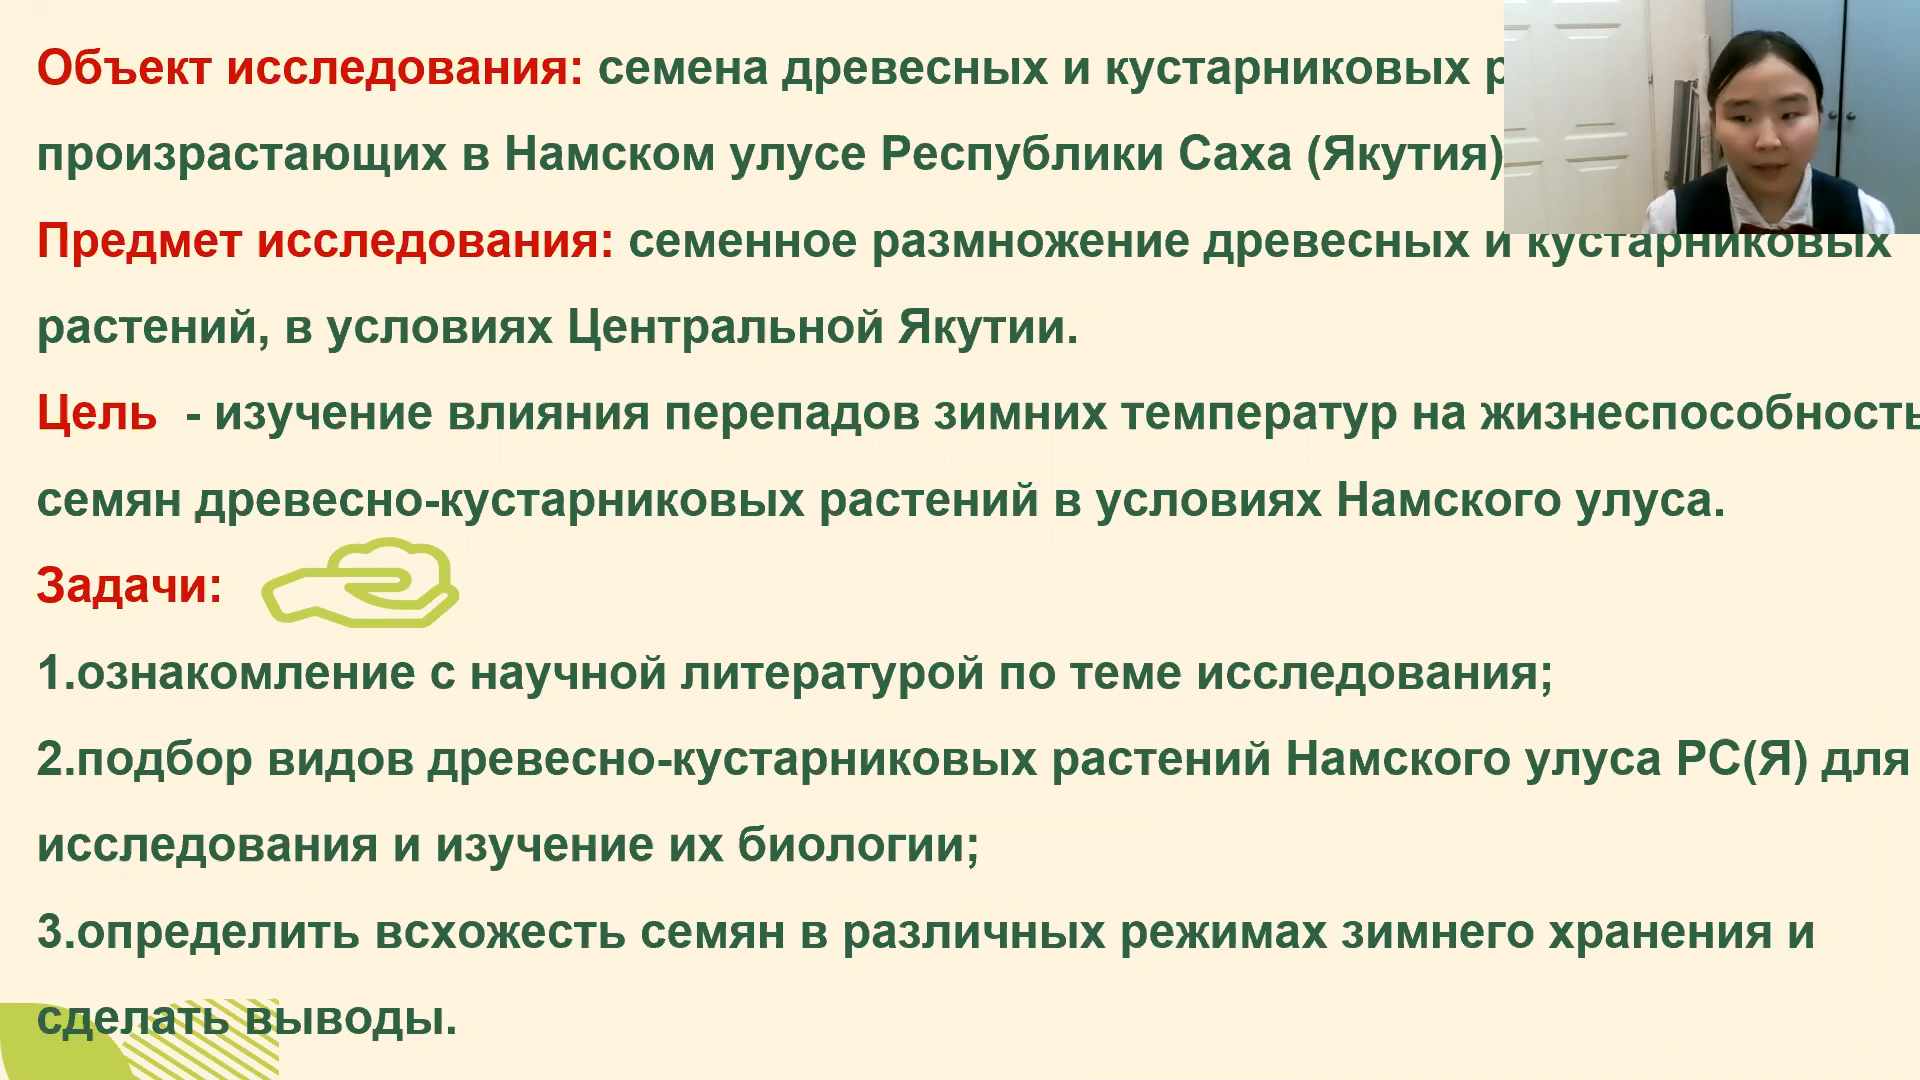 Объект исследования: семена древесных и кустарниковых
произрастающих в Намском улусе Республики Саха (Якутия)
Предмет исследования: семенное размножение древесных и кустарниковых
растений, в условиях Центральной Якутии.
Цель - изучение влияния перепадов зимних температур на жизнеспособность
семян древесно-кустарниковых растений в условиях Намского улуса.
Задачи:
1.ознакомление с научной литературой по теме исследования;
2.подбор видов древесно-кустарниковых растений Намского улуса РС(Я) для
исследования и изучение их биологии;
3.определить всхожесть семян в различных режимах зимнего хранения и
сделать выводы.